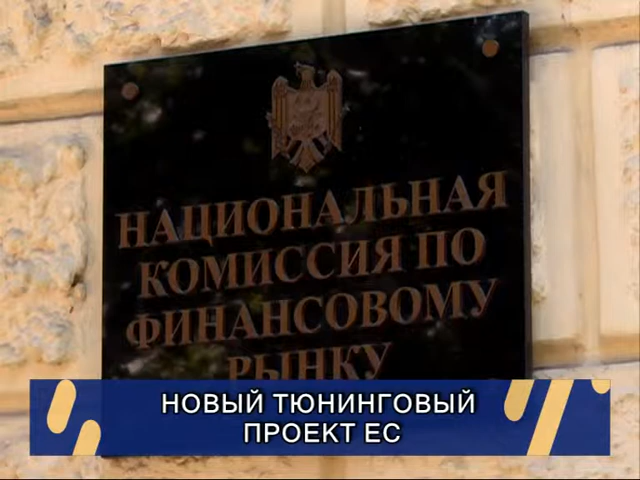 НАЦИОНАЛЬНАЯ
КОМИССИЯ ПО
ФИНАНСОВОМУ
РЫНКУ
НОВЫЙ ТЮНИНГОВЫЙ
ПРОЕКТ ЕС